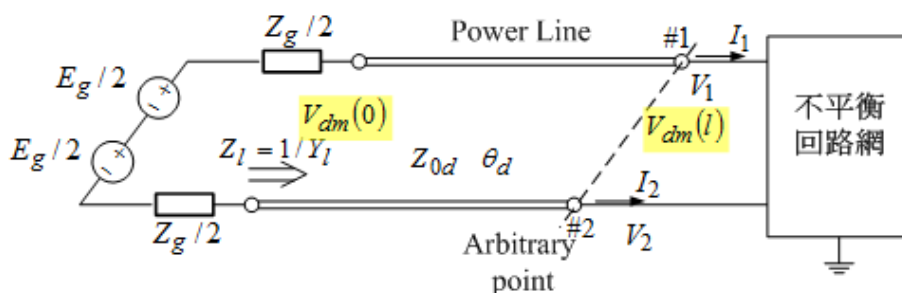 Z_g/2
Power Line
#1
I_1
E_g/2
V_1
V_dm(0)
V_dm(l)
不平衡
回路網
E_g/2
Z_l = 1/Y_l
Z_0d θ_d
I_2
Z_g/2
#2
V_2
Arbitrary
point